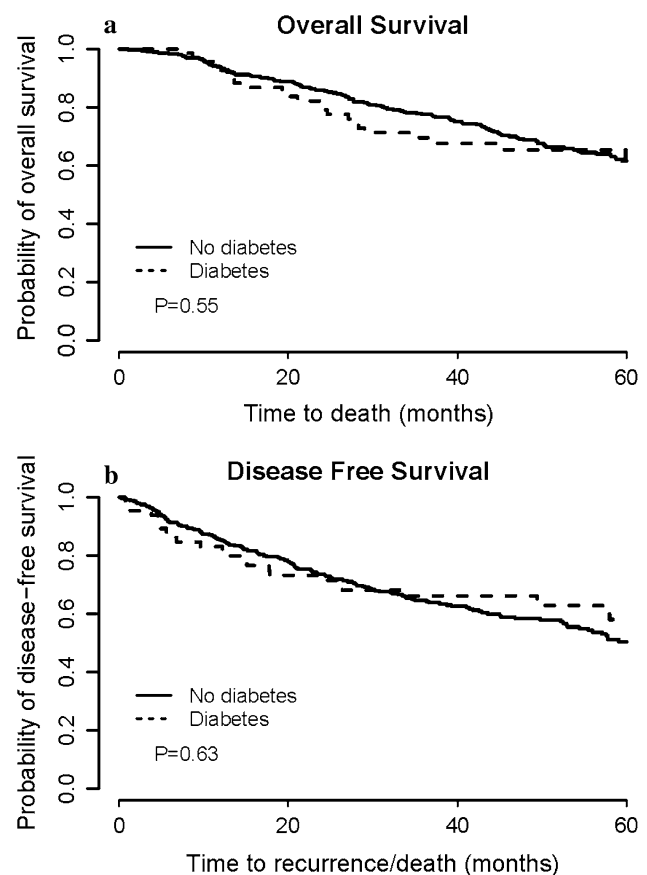 a
Overall Survival
Probability of overall survival
1.0
0.8
0.6
0.4
0.2
0.0
No diabetes
Diabetes
P=0.55
0 20 40 60
Time to death (months)
b
Disease Free Survival
Probability of disease−free survival
1.0
0.8
0.6
0.4
0.2
0.0
No diabetes
Diabetes
P=0.63
0 20 40 60
Time to recurrence/death (months)